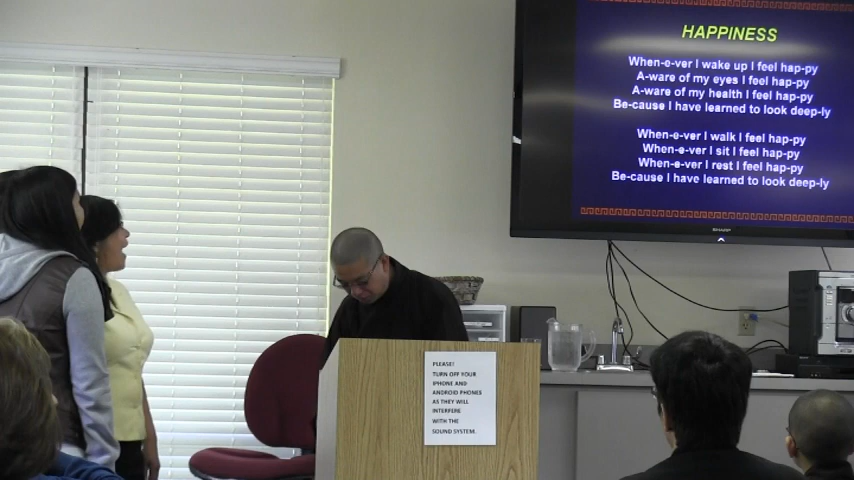 HAPPINESS
When-e-ver I wake up I feel hap-py
A-ware of my eyes I feel hap-py
A-ware of my health I feel hap-py
Be-cause I have learned to look deep-ly
When-e-ver I walk I feel hap-py
When-e-ver I sit I feel hap-py
When-e-ver I rest I feel hap-py
Be-cause I have learned to look deep-ly
SHARP
PLEASE!
TURN OFF YOUR
IPHONE AND
ANDROID PHONES
AS THEY WILL
INTERFERE
WITH THE
SOUND SYSTEM.